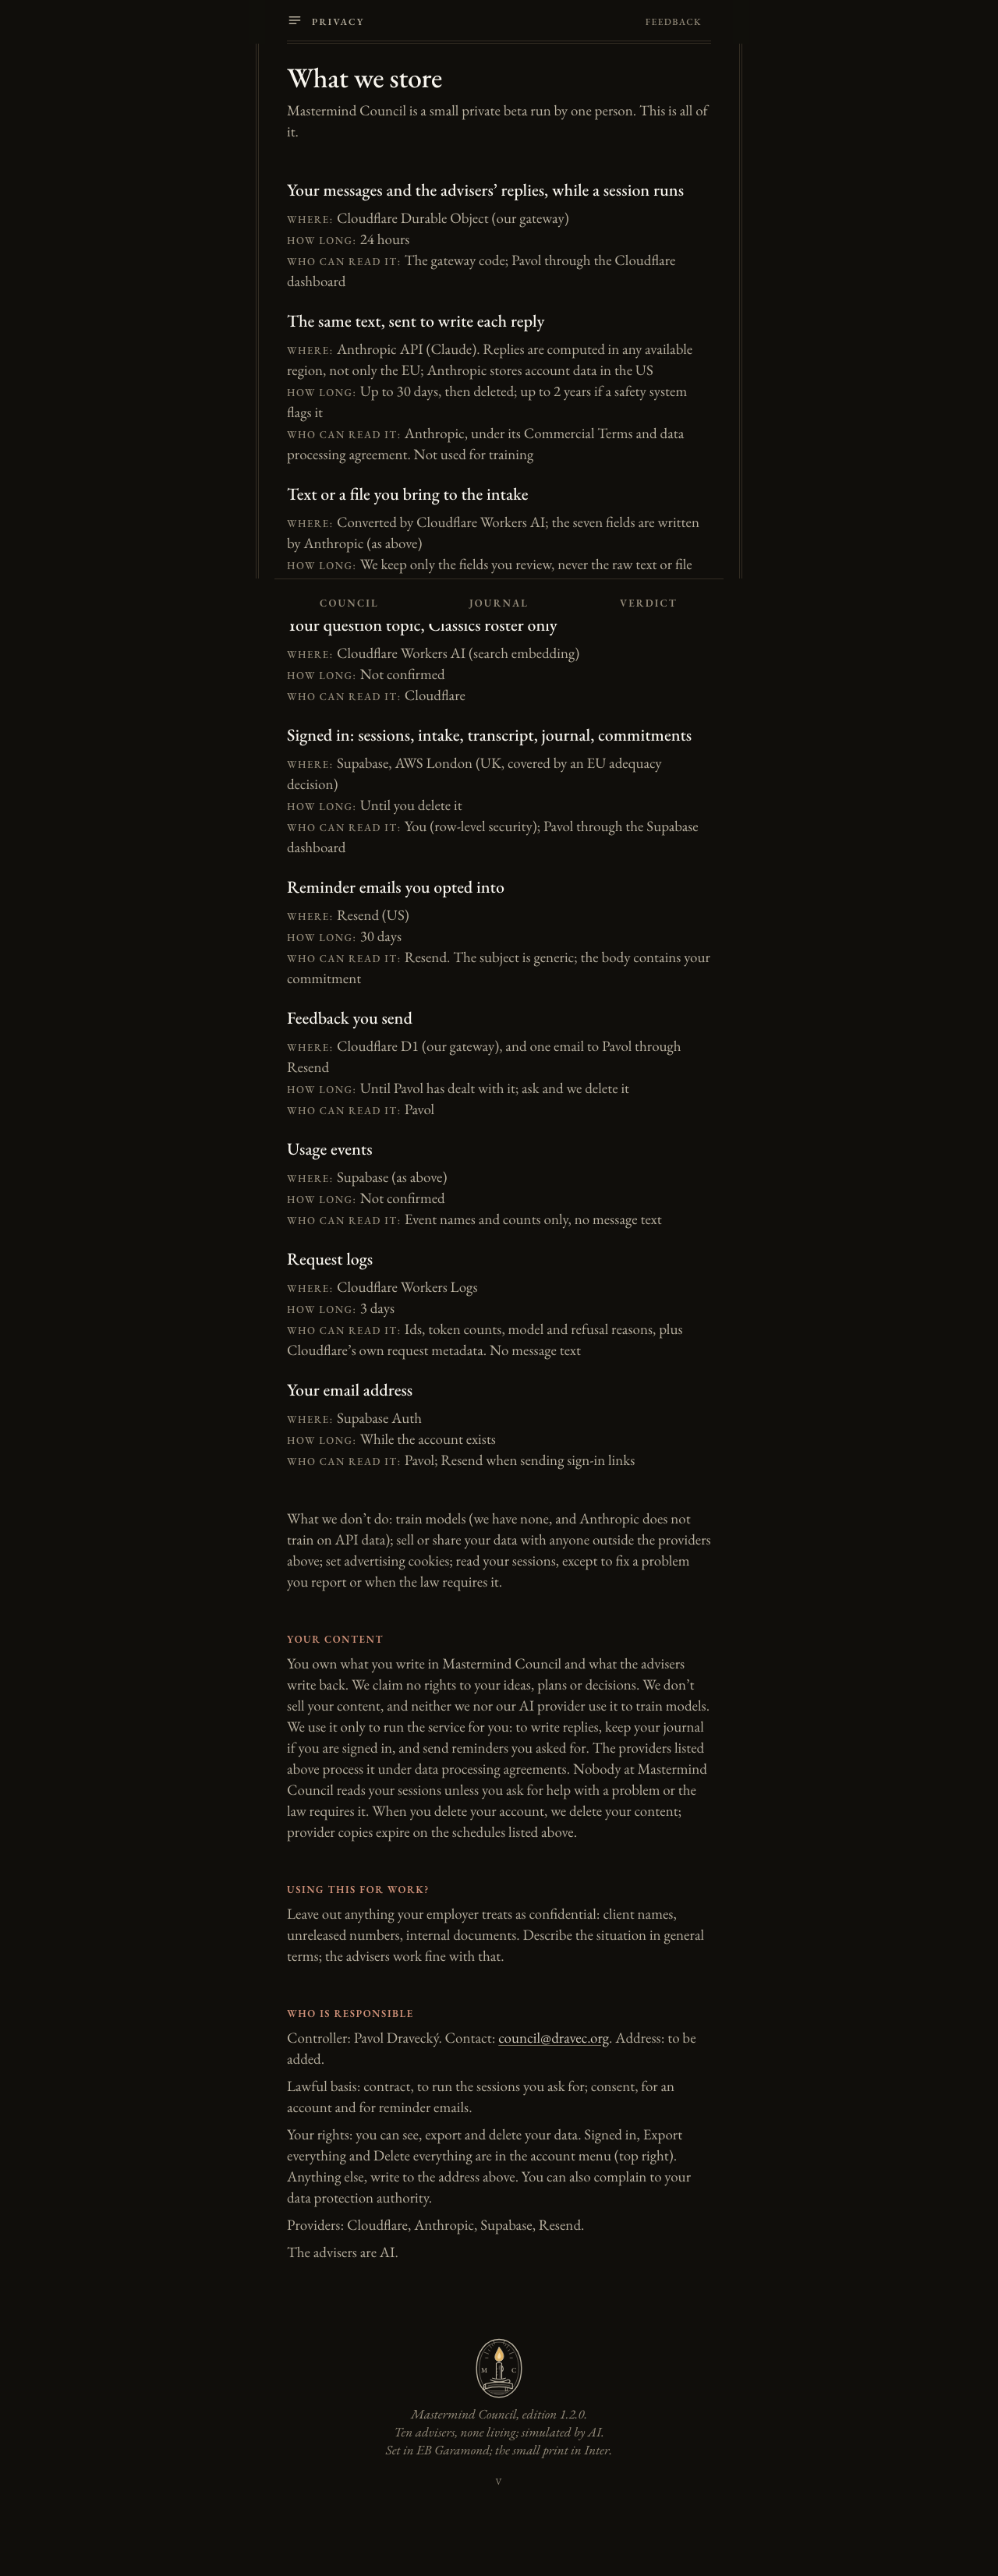 PRIVACY
FEEDBACK
What we store
Mastermind Council is a small private beta run by one person. This is all of
it.
Your messages and the advisers’ replies, while a session runs
WHERE: Cloudflare Durable Object (our gateway)
HOW LONG: 24 hours
WHO CAN READ IT: The gateway code; Pavol through the Cloudflare
dashboard
The same text, sent to write each reply
WHERE: Anthropic API (Claude). Replies are computed in any available
region, not only the EU; Anthropic stores account data in the US
HOW LONG: Up to 30 days, then deleted; up to 2 years if a safety system
flags it
WHO CAN READ IT: Anthropic, under its Commercial Terms and data
processing agreement. Not used for training
Text or a file you bring to the intake
WHERE: Converted by Cloudflare Workers AI; the seven fields are written
by Anthropic (as above)
HOW LONG: We keep only the fields you review, never the raw text or file
COUNCIL
JOURNAL
VERDICT
Your question topic, Classics roster only
WHERE: Cloudflare Workers AI (search embedding)
HOW LONG: Not confirmed
WHO CAN READ IT: Cloudflare
Signed in: sessions, intake, transcript, journal, commitments
WHERE: Supabase, AWS London (UK, covered by an EU adequacy
decision)
HOW LONG: Until you delete it
WHO CAN READ IT: You (row-level security); Pavol through the Supabase
dashboard
Reminder emails you opted into
WHERE: Resend (US)
HOW LONG: 30 days
WHO CAN READ IT: Resend. The subject is generic; the body contains your
commitment
Feedback you send
WHERE: Cloudflare D1 (our gateway), and one email to Pavol through
Resend
HOW LONG: Until Pavol has dealt with it; ask and we delete it
WHO CAN READ IT: Pavol
Usage events
WHERE: Supabase (as above)
HOW LONG: Not confirmed
WHO CAN READ IT: Event names and counts only, no message text
Request logs
WHERE: Cloudflare Workers Logs
HOW LONG: 3 days
WHO CAN READ IT: Ids, token counts, model and refusal reasons, plus
Cloudflare’s own request metadata. No message text
Your email address
WHERE: Supabase Auth
HOW LONG: While the account exists
WHO CAN READ IT: Pavol; Resend when sending sign-in links
What we don’t do: train models (we have none, and Anthropic does not
train on API data); sell or share your data with anyone outside the providers
above; set advertising cookies; read your sessions, except to fix a problem
you report or when the law requires it.
YOUR CONTENT
You own what you write in Mastermind Council and what the advisers
write back. We claim no rights to your ideas, plans or decisions. We don’t
sell your content, and neither we nor our AI provider use it to train models.
We use it only to run the service for you: to write replies, keep your journal
if you are signed in, and send reminders you asked for. The providers listed
above process it under data processing agreements. Nobody at Mastermind
Council reads your sessions unless you ask for help with a problem or the
law requires it. When you delete your account, we delete your content;
provider copies expire on the schedules listed above.
USING THIS FOR WORK?
Leave out anything your employer treats as confidential: client names,
unreleased numbers, internal documents. Describe the situation in general
terms; the advisers work fine with that.
WHO IS RESPONSIBLE
Controller: Pavol Dravecký. Contact: council@dravec.org. Address: to be
added.
Lawful basis: contract, to run the sessions you ask for; consent, for an
account and for reminder emails.
Your rights: you can see, export and delete your data. Signed in, Export
everything and Delete everything are in the account menu (top right).
Anything else, write to the address above. You can also complain to your
data protection authority.
Providers: Cloudflare, Anthropic, Supabase, Resend.
The advisers are AI.
M C
Mastermind Council, edition 1.2.0.
Ten advisers, none living; simulated by AI.
Set in EB Garamond; the small print in Inter.
V